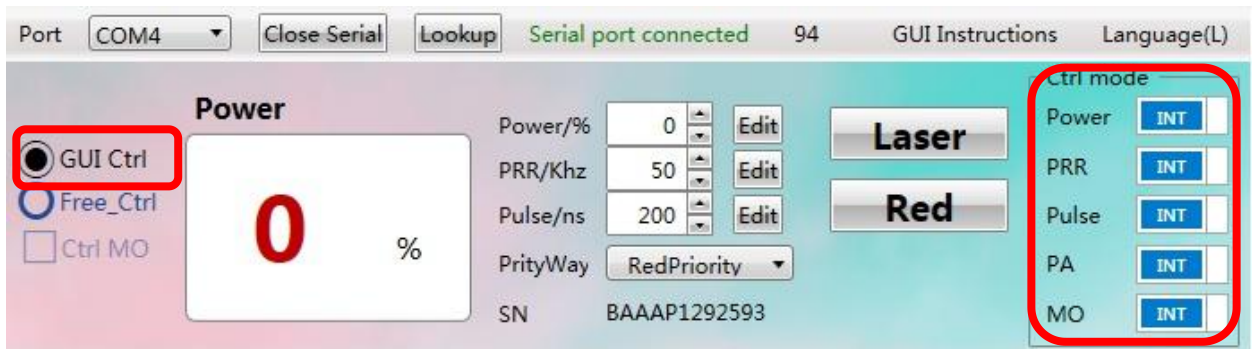 Port COM4 Close Serial Lookup Serial port connected 94 GUI Instructions Language(L)
Ctrl mode
Power
GUI Ctrl
Free_Ctrl
Ctrl MO
0 %
Power/% 0 Edit
PRR/Khz 50 Edit
Pulse/ns 200 Edit
PrityWay RedPriority
SN BAAAP1292593
Laser
Red
Power INT
PRR INT
Pulse INT
PA INT
MO INT